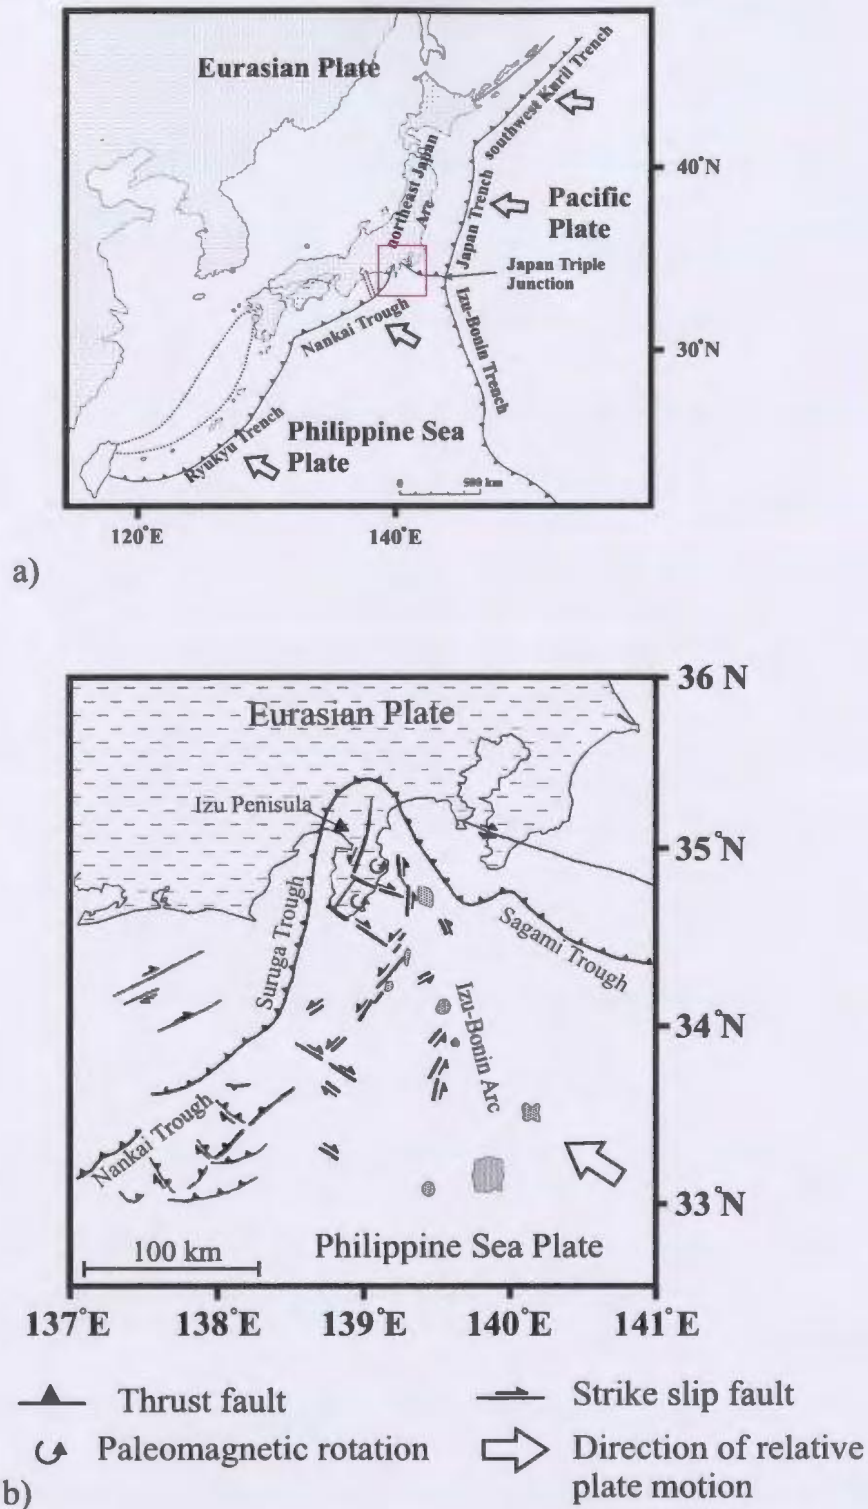 Eurasian Plate
southwest Kuril Trench
40°N
northeast Japan
Arc
Japan Trench
Pacific
Plate
Japan Triple
Junction
Nankai Trough
Izu-Bonin Trench
30°N
Ryukyu Trench
Philippine Sea
Plate
0
500 km
120°E
140°E
a)
36°N
Eurasian Plate
Izu Penisula
35°N
Suruga Trough
Sagami Trough
Izu-Bonin Arc
34°N
Nankai Trough
33°N
100 km
Philippine Sea Plate
137°E
138°E
139°E
140°E
141°E
Thrust fault
Strike slip fault
Paleomagnetic rotation
Direction of relative
plate motion
b)